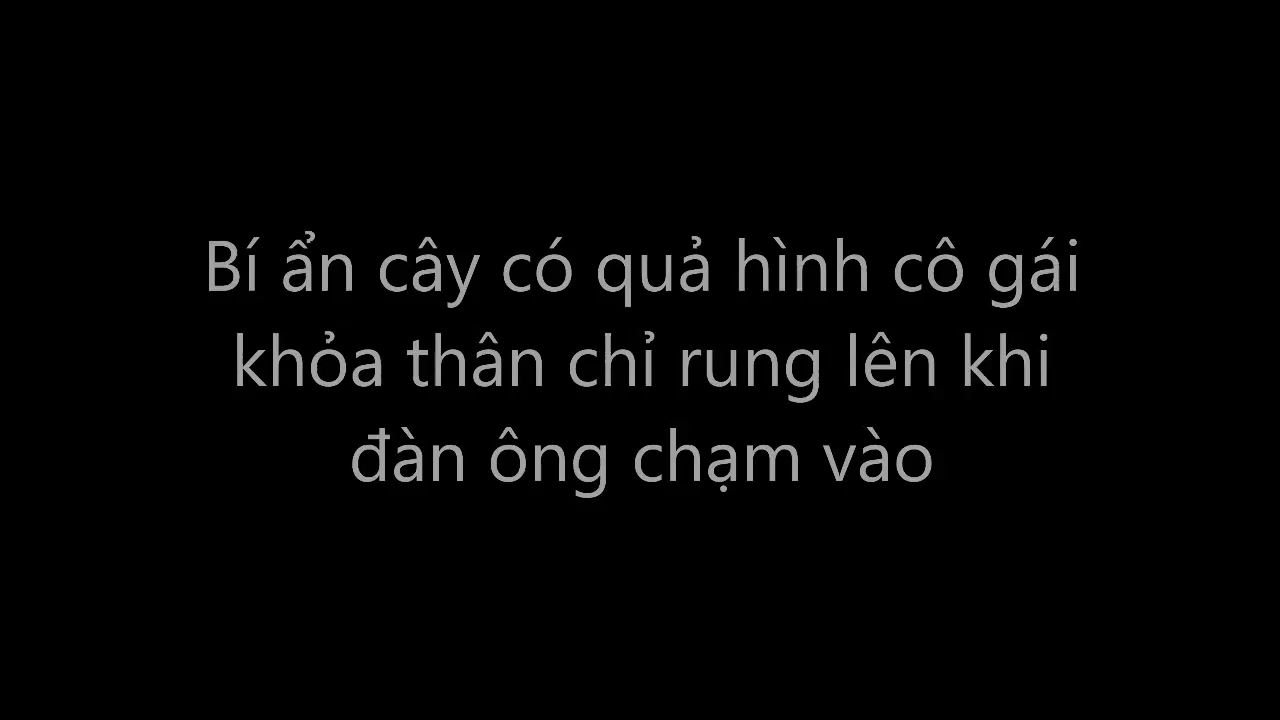 Bí ẩn cây có quả hình cô gái
khỏa thân chỉ rung lên khi
đàn ông chạm vào